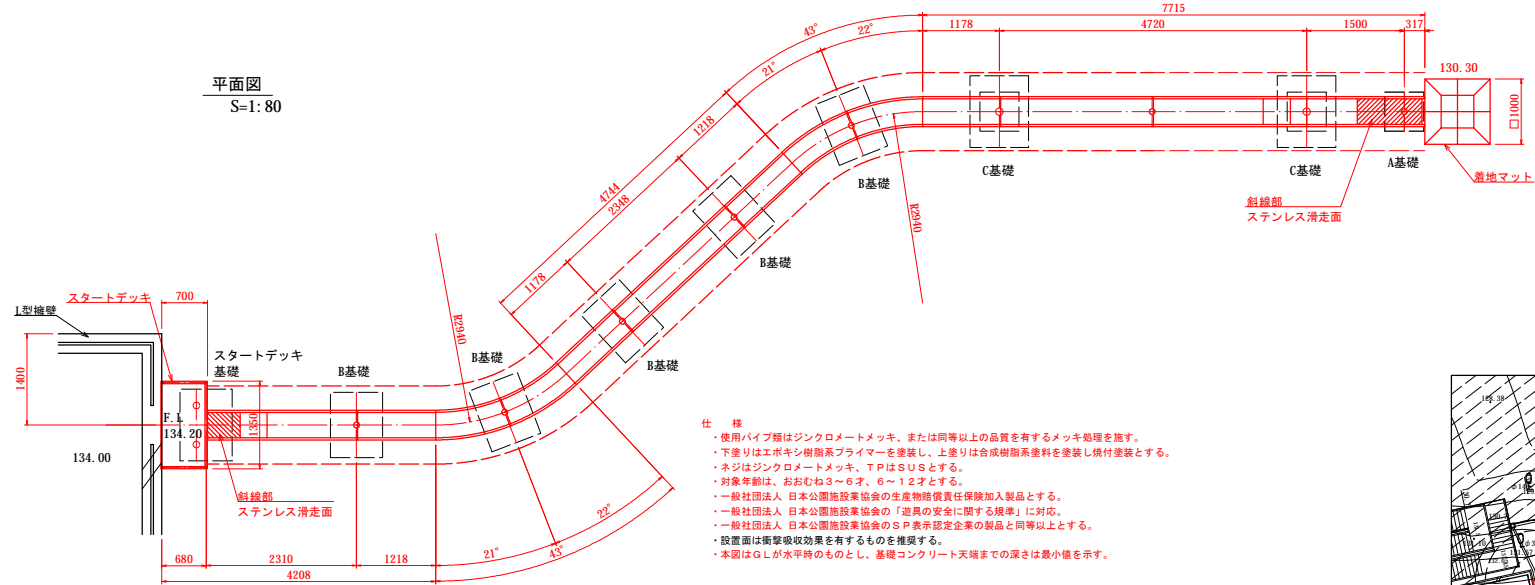 平面図
S=1:80
7715
1178
4720
1500
317
43°
22°
21°
130.30
□1000
着地マット
A基礎
C基礎
C基礎
斜線部
ステンレス滑走面
B基礎
R2940
1218
4744
2348
1178
B基礎
B基礎
L型擁壁
スタートデッキ
700
1400
スタートデッキ
基礎
B基礎
B基礎
R2940
F.L
134.20
1350
134.00
斜線部
ステンレス滑走面
680
2310
1218
4208
21°
22°
43°
仕 様
・使用パイプ類はジンクロメートメッキ、または同等以上の品質を有するメッキ処理を施す。
・下塗りはエポキシ樹脂系プライマーを塗装し、上塗りは合成樹脂系塗料を塗装し焼付塗装とする。
・ネジはジンクロメートメッキ、TPはSUSとする。
・対象年齢は、おおむね3～6才、6～12才とする。
・一般社団法人 日本公園施設業協会の生産物賠償責任保険加入製品とする。
・一般社団法人 日本公園施設業協会の「遊具の安全に関する規準」に対応。
・一般社団法人 日本公園施設業協会のSP表示認定企業の製品と同等以上とする。
・設置面は衝撃吸収効果を有するものを推奨する。
・本図はGLが水平時のものとし、基礎コンクリート天端までの深さは最小値を示す。
128.38